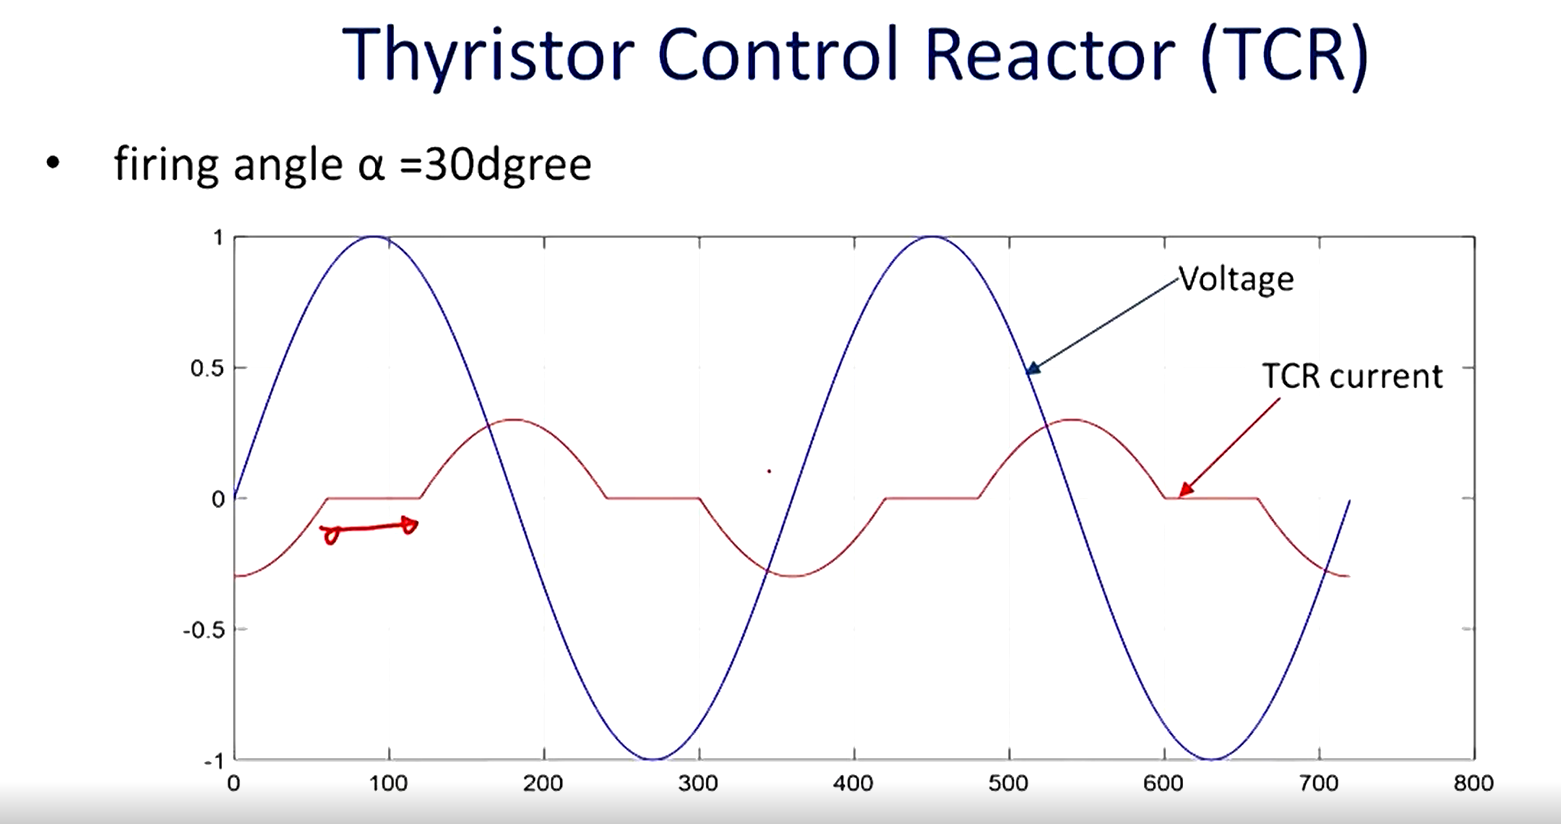 Thyristor Control Reactor (TCR)
• firing angle α =30dgree
1
Voltage
0.5
TCR current
0
-0.5
-1
0 100 200 300 400 500 600 700 800